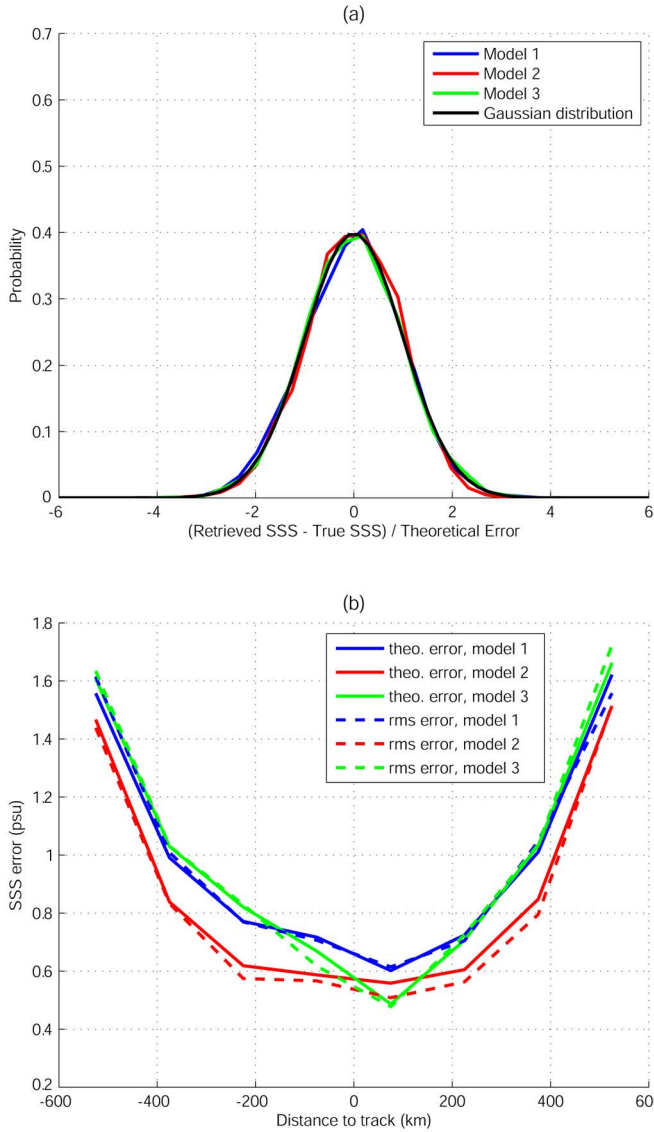 (a)
0.7
0.6
0.5
0.4
0.3
0.2
0.1
0
Probability
Model 1
Model 2
Model 3
Gaussian distribution
-6 -4 -2 0 2 4 6
(Retrieved SSS - True SSS) / Theoretical Error
(b)
1.8
1.6
1.4
1.2
1
0.8
0.6
0.4
0.2
SSS error (psu)
theo. error, model 1
theo. error, model 2
theo. error, model 3
rms error, model 1
rms error, model 2
rms error, model 3
-600 -400 -200 0 200 400 60
Distance to track (km)